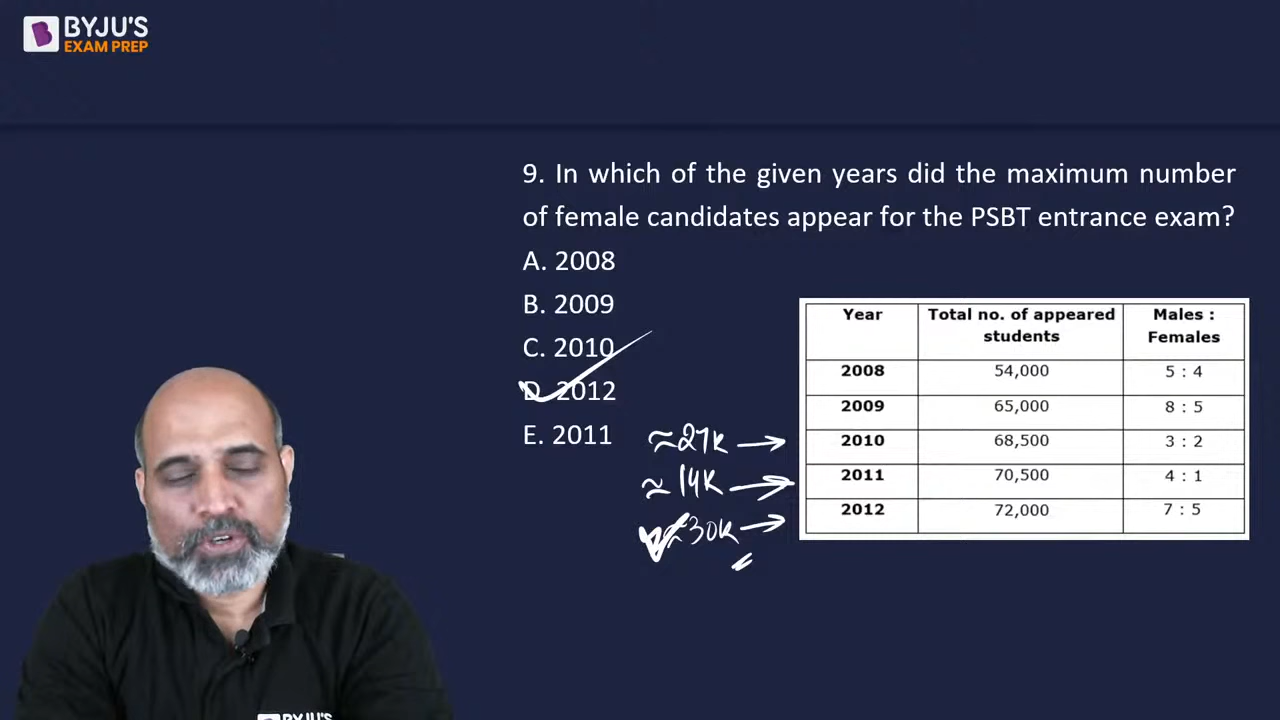 BYJU'S
EXAM PREP
9. In which of the given years did the maximum number
of female candidates appear for the PSBT entrance exam?
A. 2008
B. 2009
C. 2010
D. 2012
E. 2011
Year Total no. of appeared students Males : Females
2008 54,000 5 : 4
2009 65,000 8 : 5
2010 68,500 3 : 2
2011 70,500 4 : 1
2012 72,000 7 : 5
≈27K
≈14K
≈30K
BYJU'S